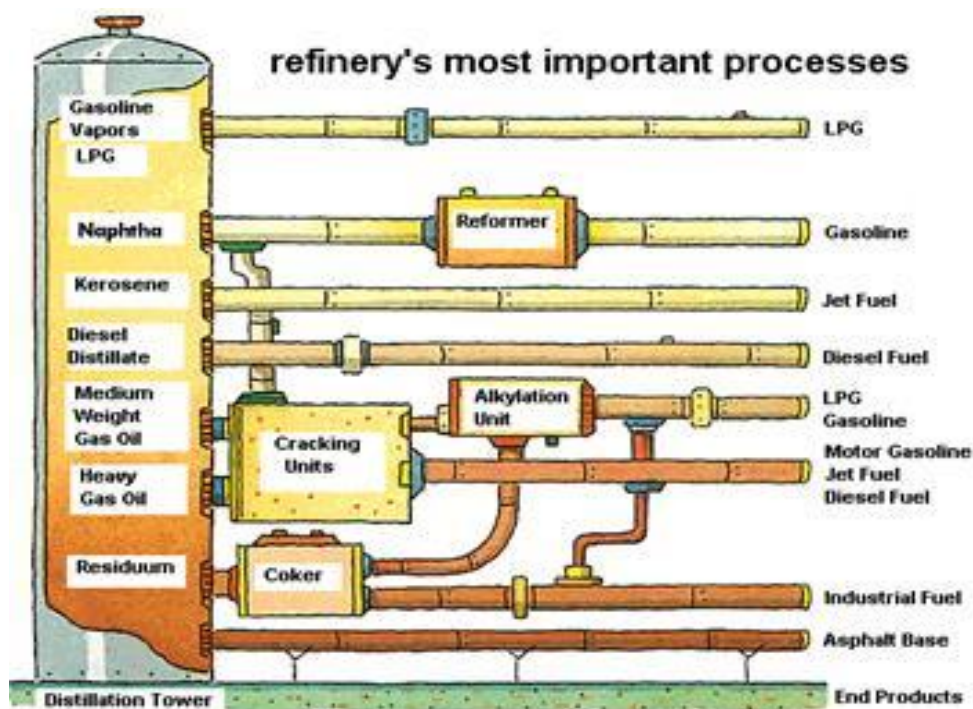 refinery's most important processes
Gasoline
Vapors
LPG
LPG
Naphtha
Reformer
Gasoline
Kerosene
Jet Fuel
Diesel
Distillate
Diesel Fuel
Medium
Weight
Gas Oil
Cracking
Units
Alkylation
Unit
LPG
Gasoline
Heavy
Gas Oil
Motor Gasoline
Jet Fuel
Diesel Fuel
Residuum
Coker
Industrial Fuel
Asphalt Base
Distillation Tower
End Products